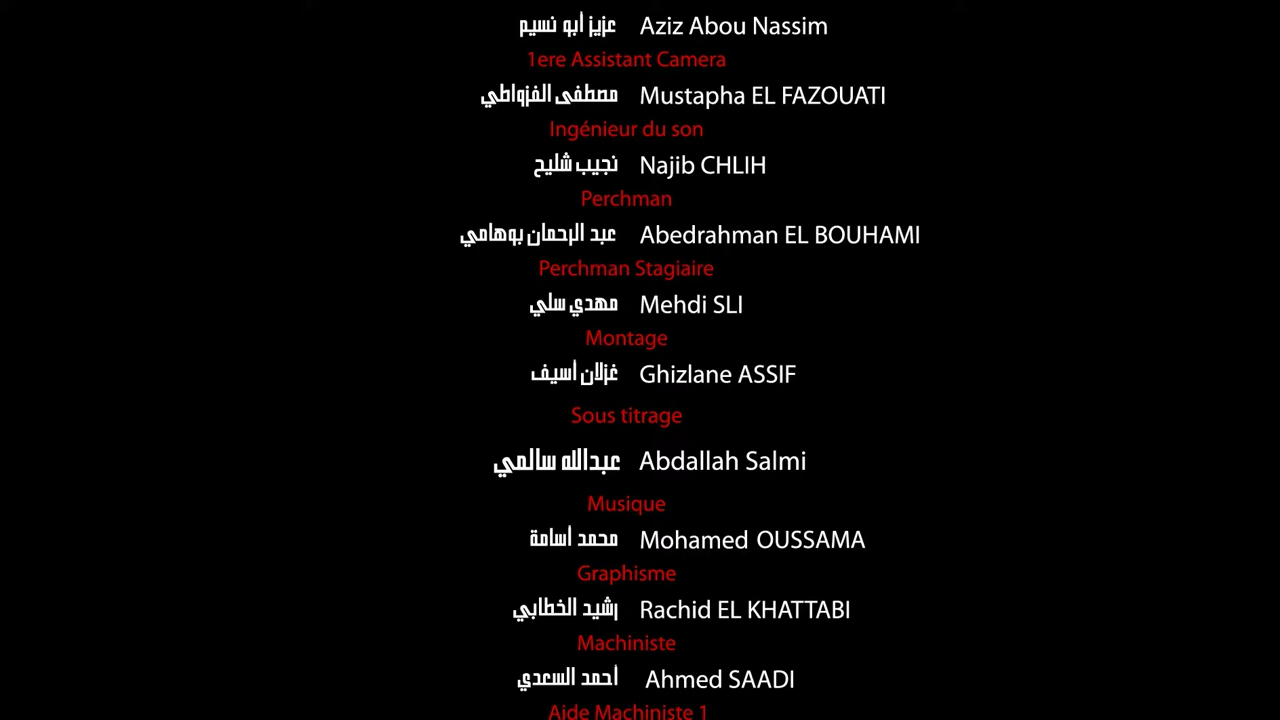 عزيز أبو نسيم Aziz Abou Nassim
1ere Assistant Camera
مصطفى الفزواطي Mustapha EL FAZOUATI
Ingénieur du son
نجيب شليح Najib CHLIH
Perchman
عبد الرحمان بوهامي Abedrahman EL BOUHAMI
Perchman Stagiaire
مهدي سلي Mehdi SLI
Montage
غزلان أسيف Ghizlane ASSIF
Sous titrage
عبدالله سالمي Abdallah Salmi
Musique
محمد أسامة Mohamed OUSSAMA
Graphisme
رشيد الخطابي Rachid EL KHATTABI
Machiniste
أحمد السعدي Ahmed SAADI
Aide Machiniste 1